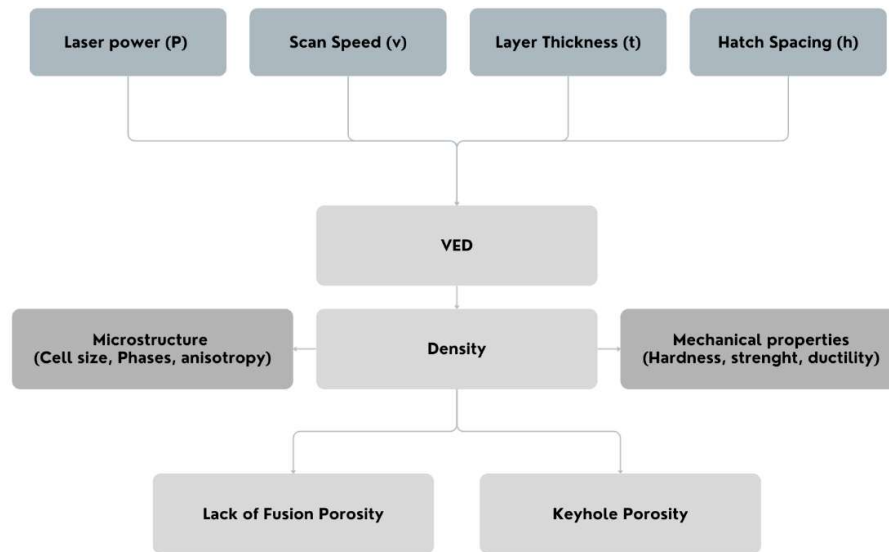 Laser power (P)
Scan Speed (v)
Layer Thickness (t)
Hatch Spacing (h)
VED
Microstructure
(Cell size, Phases, anisotropy)
Density
Mechanical properties
(Hardness, strenght, ductility)
Lack of Fusion Porosity
Keyhole Porosity